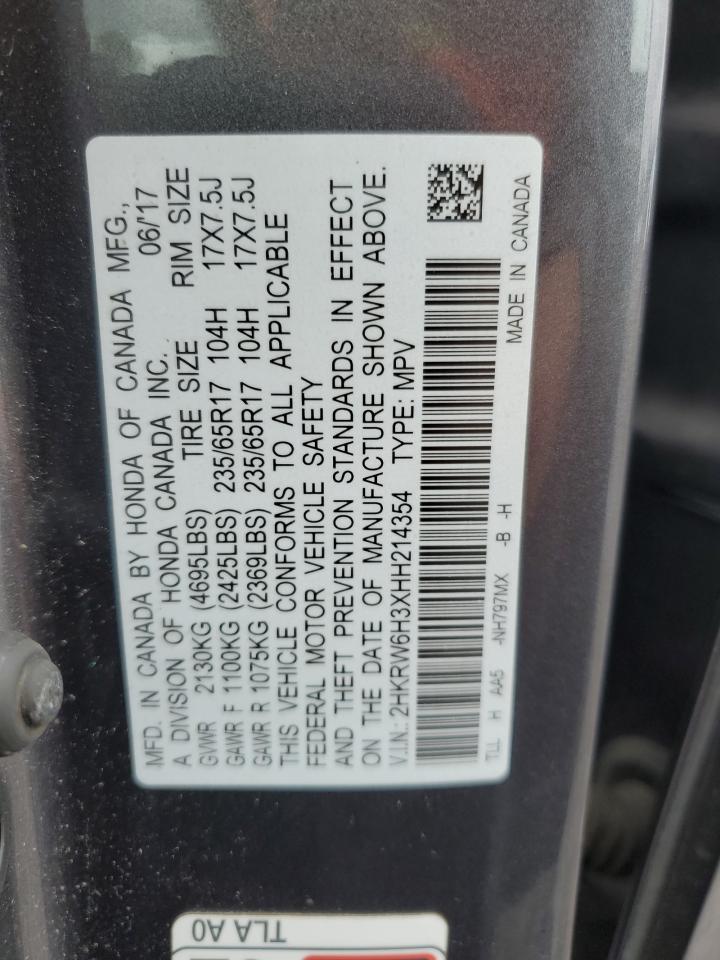 MFD. IN CANADA BY HONDA OF CANADA MFG.,
A DIVISION OF HONDA CANADA INC. 06/'17
GVWR 2130KG (4695LBS) TIRE SIZE RIM SIZE
GAWR F 1100KG (2425LBS) 235/65R17 104H 17X7.5J
GAWR R 1075KG (2369LBS) 235/65R17 104H 17X7.5J
THIS VEHICLE CONFORMS TO ALL APPLICABLE
FEDERAL MOTOR VEHICLE SAFETY
AND THEFT PREVENTION STANDARDS IN EFFECT
ON THE DATE OF MANUFACTURE SHOWN ABOVE.
V.I.N.: 2HKRW6H3XHH214354 TYPE: MPV
TLL H AA5 -NH797MX -B -H MADE IN CANADA
TLA A0